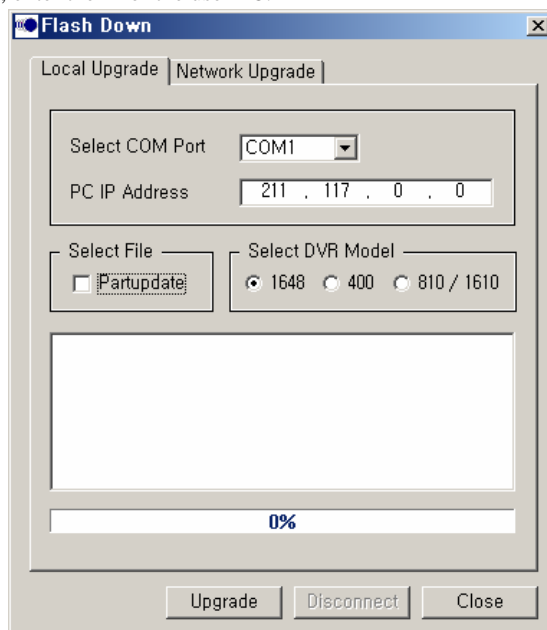 Flash Down
Local Upgrade Network Upgrade
Select COM Port COM1
PC IP Address 211 . 117 . 0 . 0
Select File Select DVR Model
Partupdate 1648 400 810 / 1610
0%
Upgrade Disconnect Close